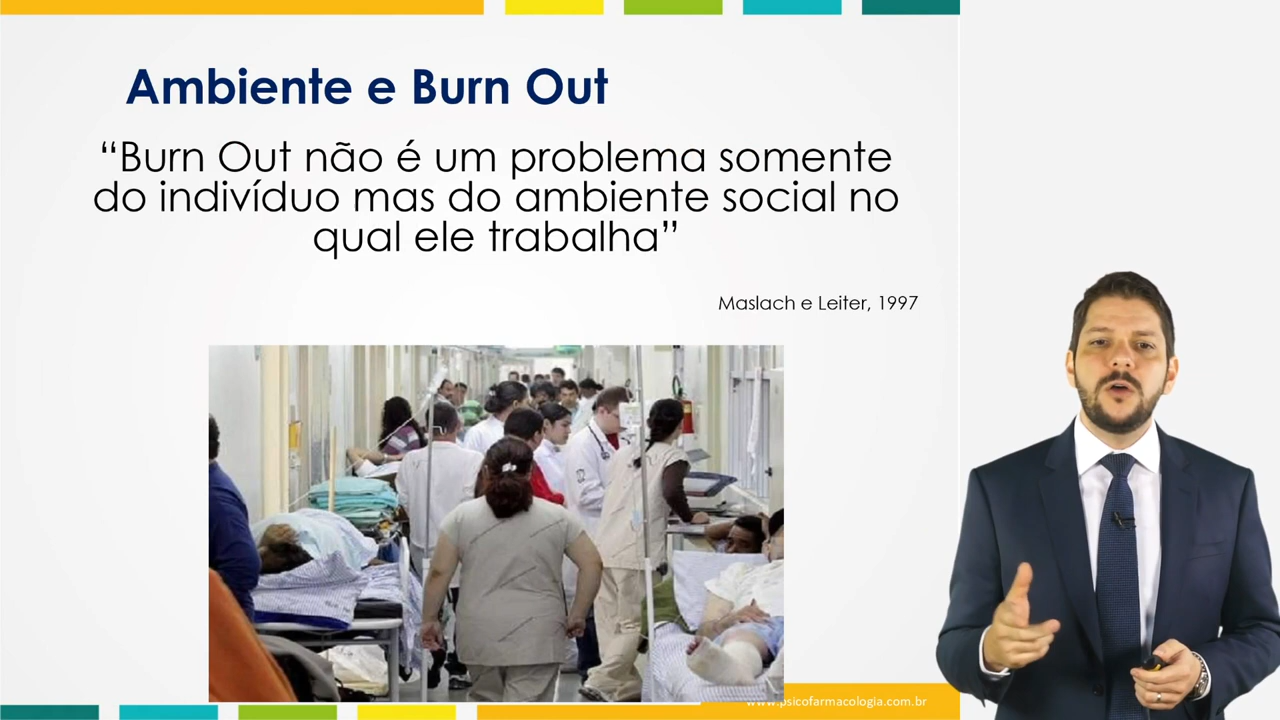 Ambiente e Burn Out
“Burn Out não é um problema somente
do indivíduo mas do ambiente social no
qual ele trabalha”
Maslach e Leiter, 1997
www.psicofarmacologia.com.br